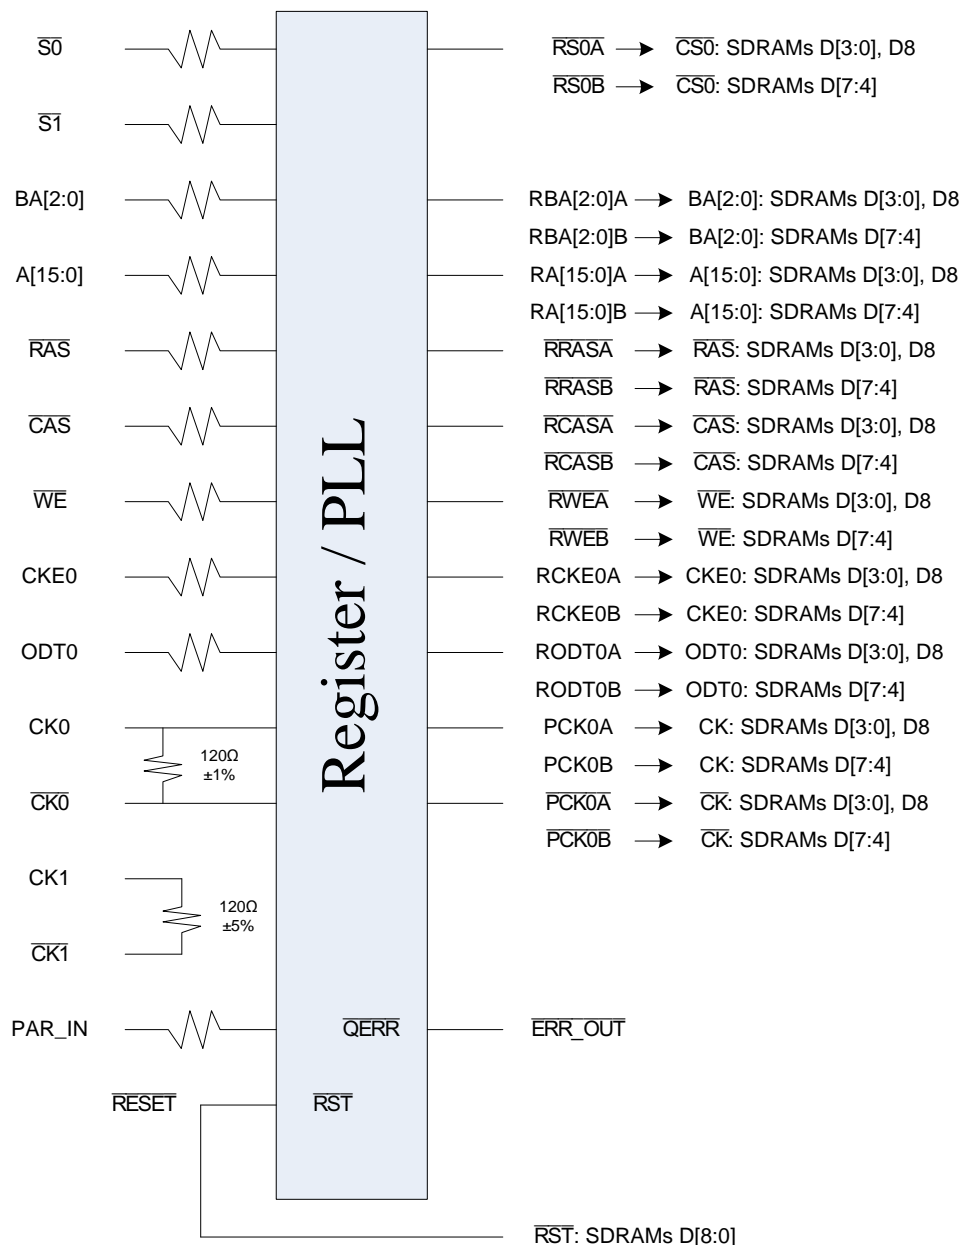 S0 RS0A CS0: SDRAMs D[3:0], D8
RS0B CS0: SDRAMs D[7:4]
S1
BA[2:0] RBA[2:0]A BA[2:0]: SDRAMs D[3:0], D8
RBA[2:0]B BA[2:0]: SDRAMs D[7:4]
A[15:0] RA[15:0]A A[15:0]: SDRAMs D[3:0], D8
RA[15:0]B A[15:0]: SDRAMs D[7:4]
RAS RRASA RAS: SDRAMs D[3:0], D8
RRASB RAS: SDRAMs D[7:4]
CAS RCASA CAS: SDRAMs D[3:0], D8
RCASB CAS: SDRAMs D[7:4]
WE RWEA WE: SDRAMs D[3:0], D8
RWEB WE: SDRAMs D[7:4]
CKE0 RCKE0A CKE0: SDRAMs D[3:0], D8
RCKE0B CKE0: SDRAMs D[7:4]
ODT0 RODT0A ODT0: SDRAMs D[3:0], D8
RODT0B ODT0: SDRAMs D[7:4]
CK0 PCK0A CK: SDRAMs D[3:0], D8
120Ω
±1%
PCK0B CK: SDRAMs D[7:4]
CK0 PCK0A CK: SDRAMs D[3:0], D8
PCK0B CK: SDRAMs D[7:4]
Register / PLL
CK1
120Ω
±5%
CK1
PAR_IN QERR ERR_OUT
RESET RST
RST: SDRAMs D[8:0]